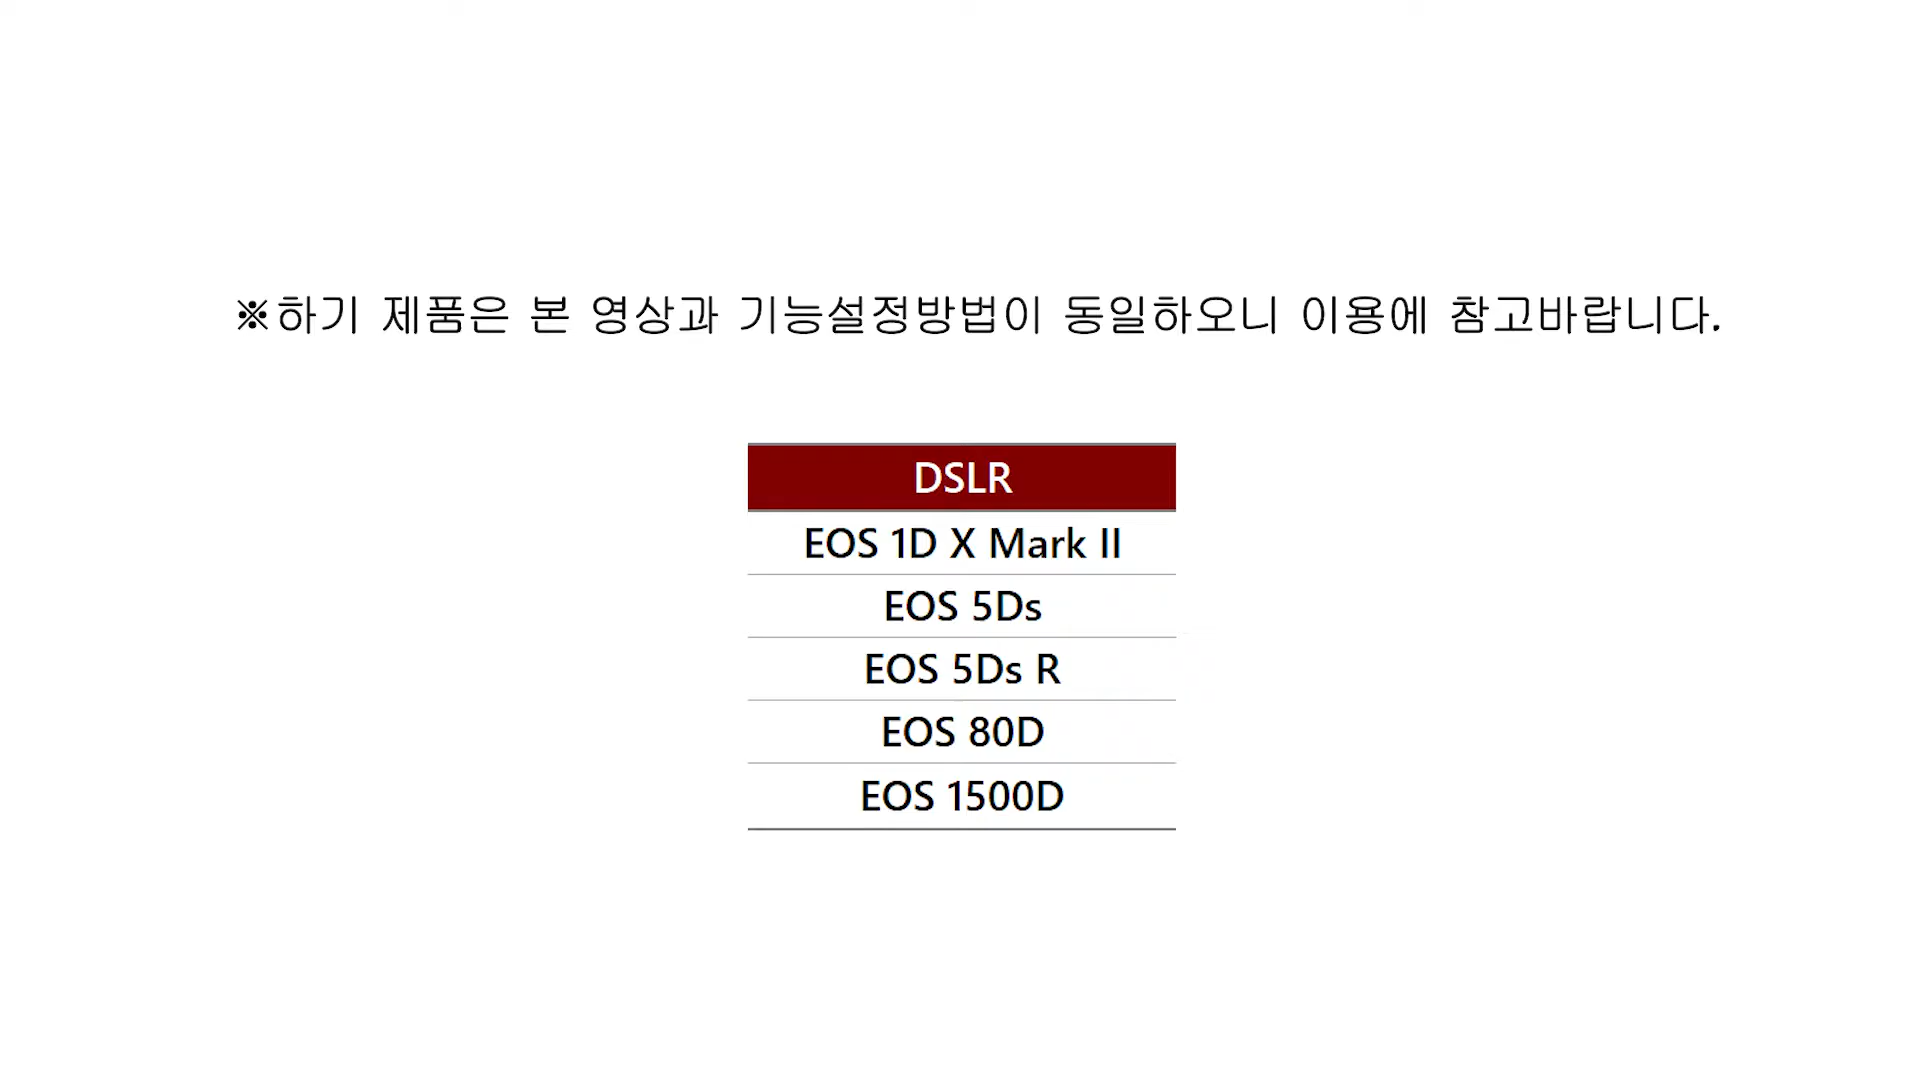 ※하기 제품은 본 영상과 기능설정방법이 동일하오니 이용에 참고바랍니다.
DSLR
EOS 1D X Mark II
EOS 5Ds
EOS 5Ds R
EOS 80D
EOS 1500D